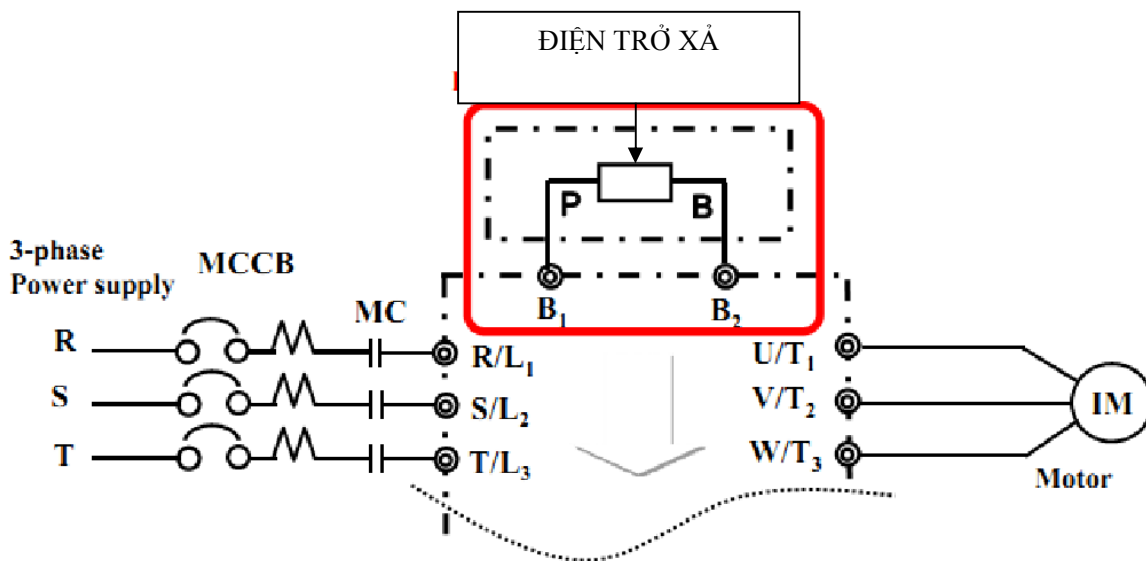 ĐIỆN TRỞ XẢ
P
B
3-phase
Power supply
MCCB
MC
B₁
B₂
R
R/L₁
U/T₁
S
S/L₂
V/T₂
IM
T
T/L₃
W/T₃
Motor